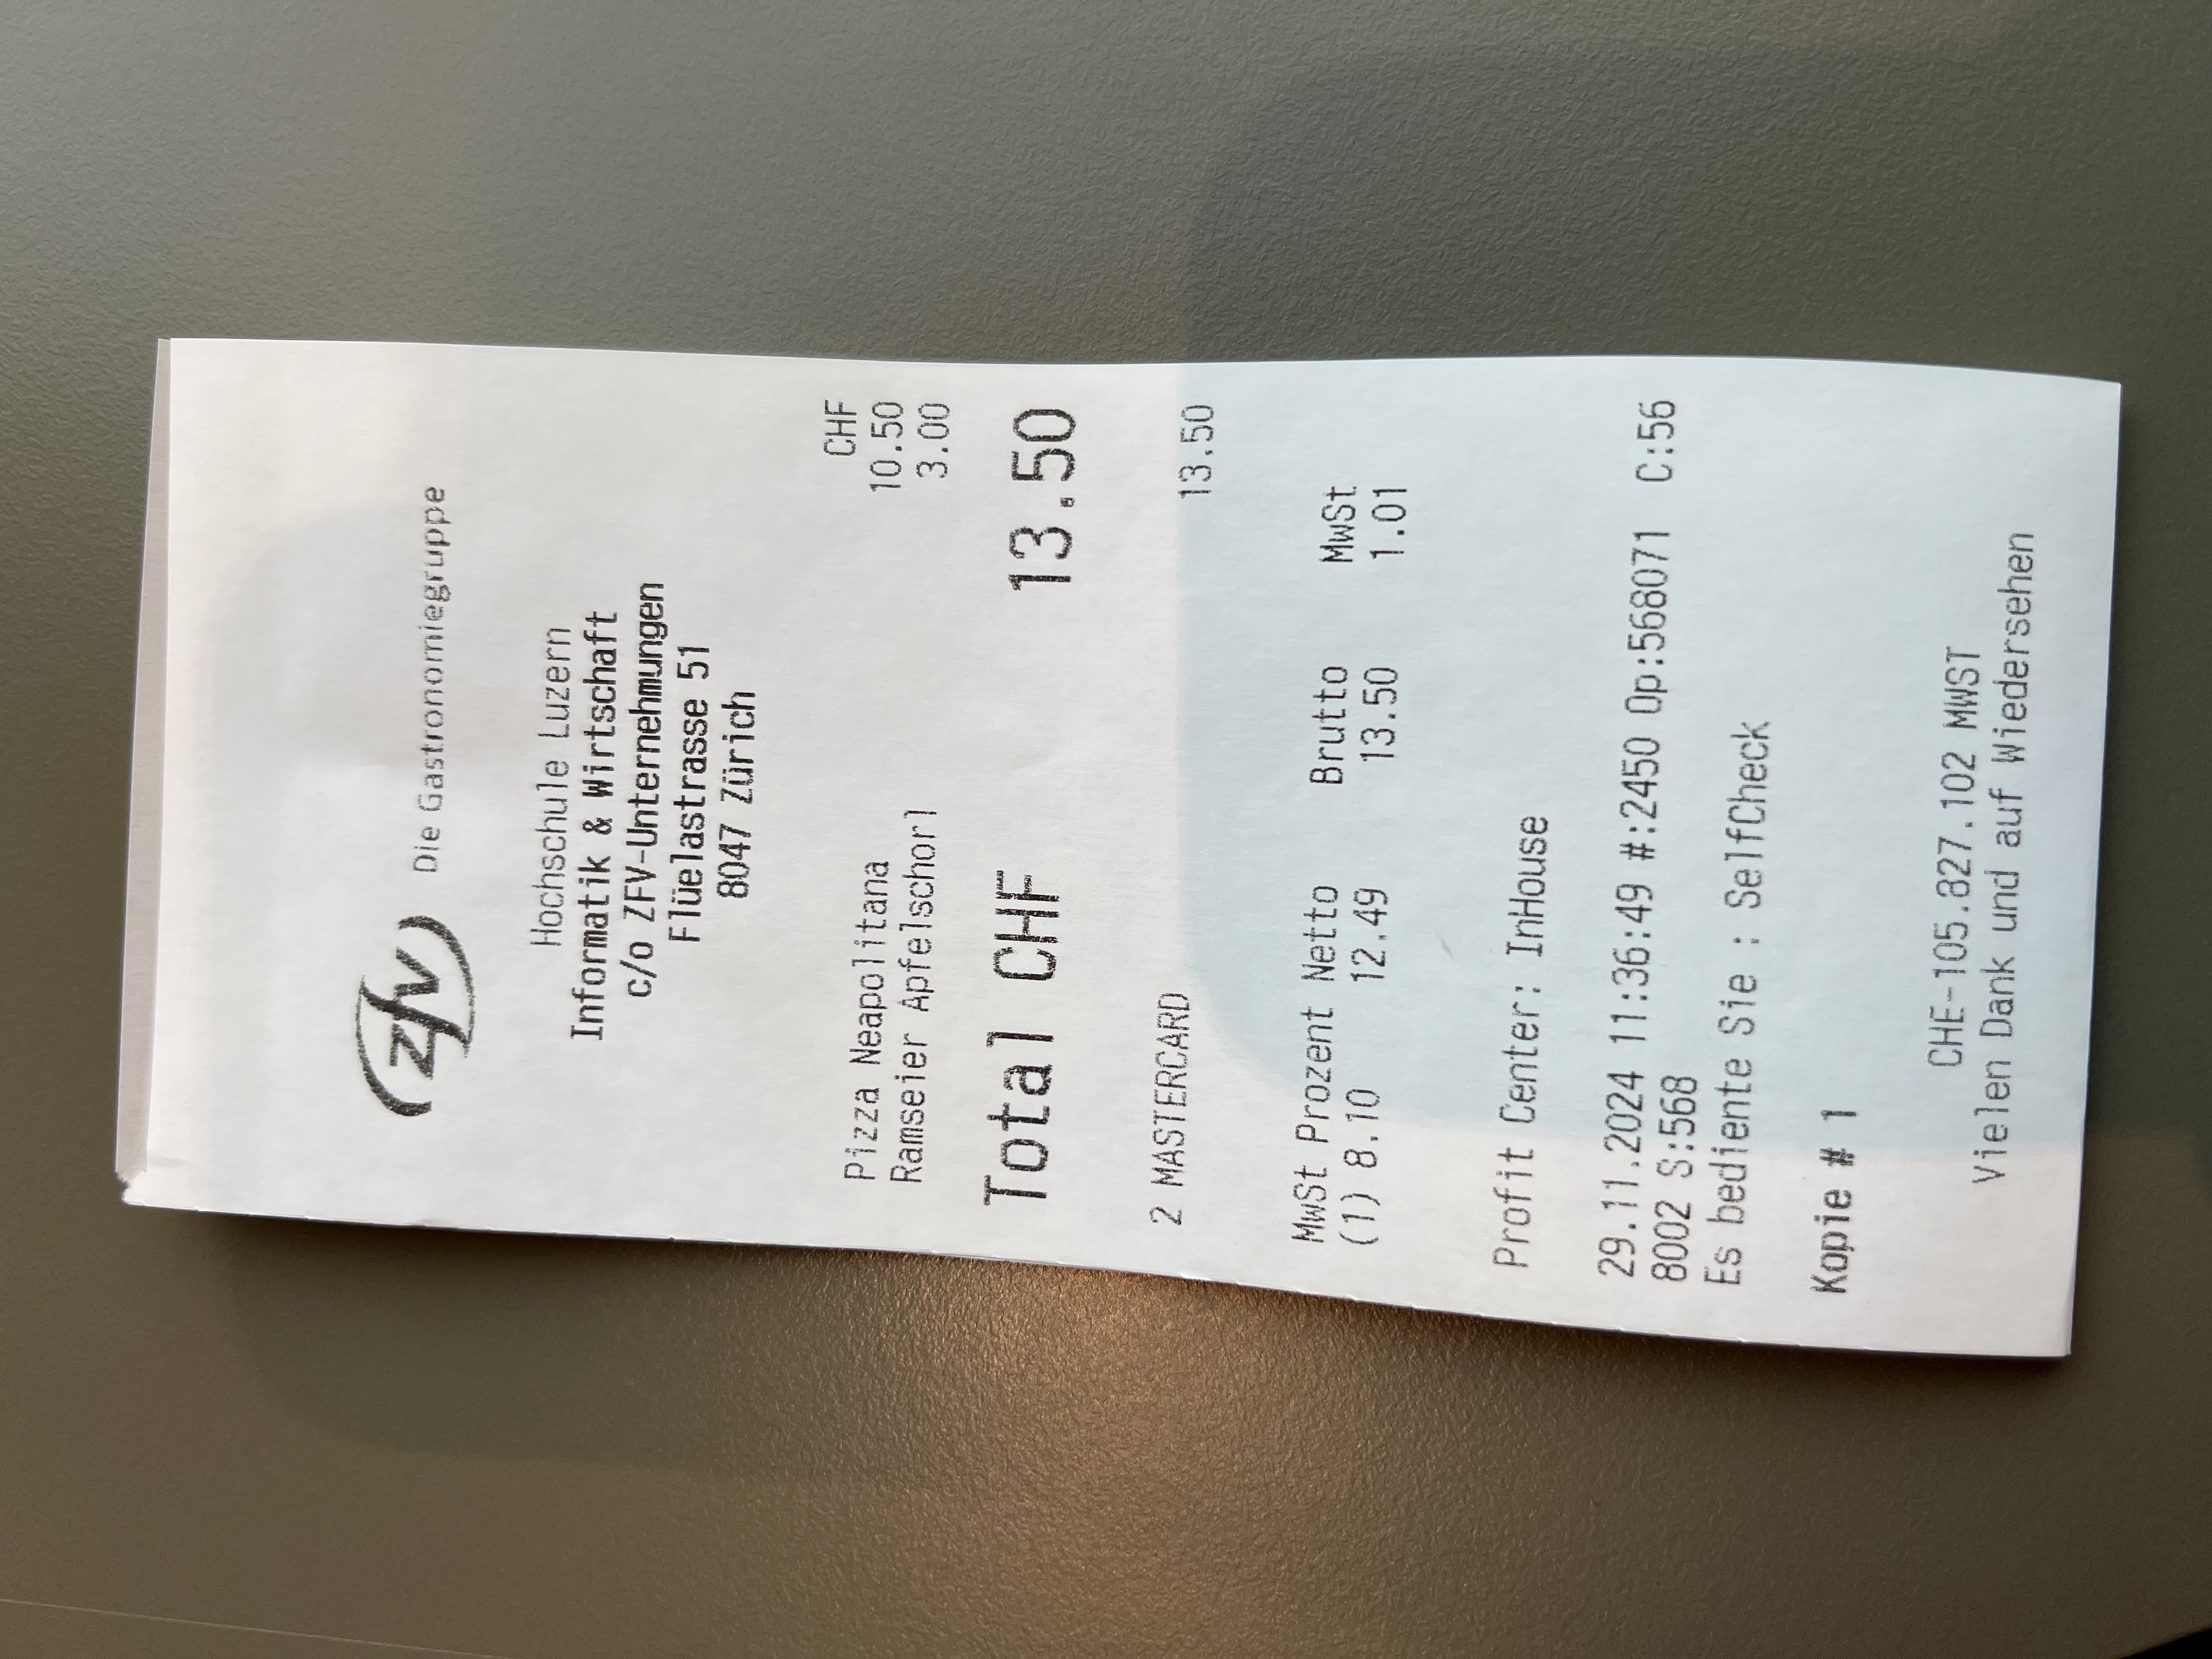 zfv Die Gastronomiegruppe
Hochschule Luzern
Informatik & Wirtschaft
c/o ZFV-Unternehmungen
Flüelastrasse 51
8047 Zürich
CHF
Pizza Neapolitana 10.50
Ramseier Apfelschorl 3.00
Total CHF 13.50
2 MASTERCARD 13.50
MwSt Prozent Netto Brutto MwSt
(1) 8.10 12.49 13.50 1.01
Profit Center: InHouse
29.11.2024 11:36:49 #:2450 Op:568071 C:56
8002 S:568
Es bediente Sie : SelfCheck
Kopie # 1
CHE-105.827.102 MWST
Vielen Dank und auf Wiedersehen